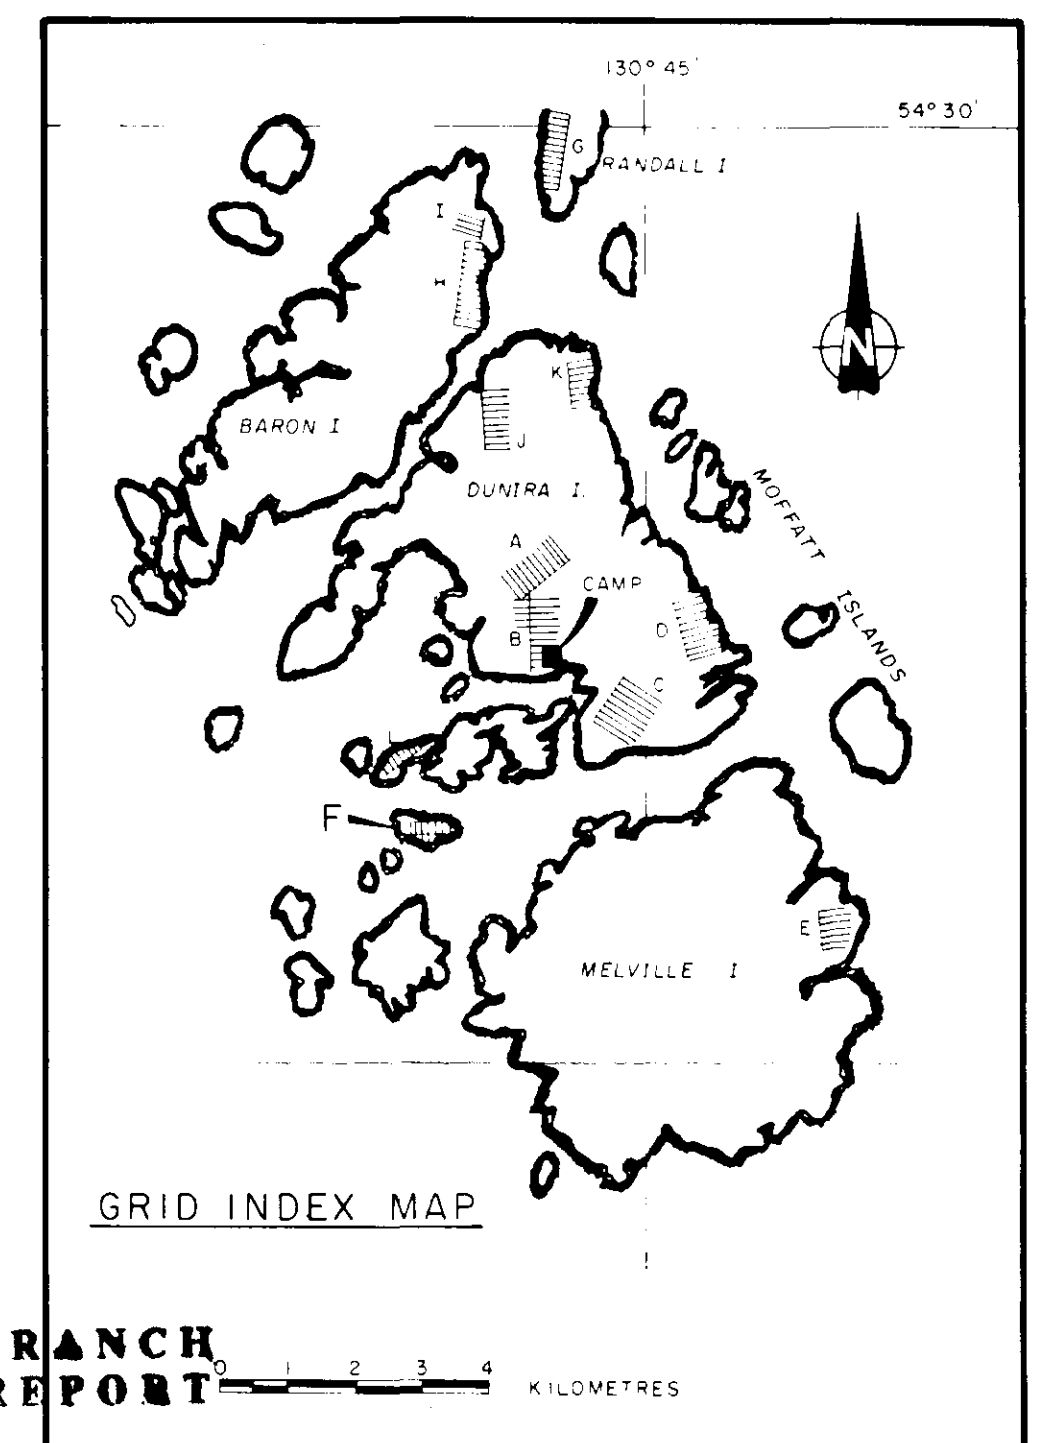 130° 45'
54° 30'
G
RANDALL I
I
H
N
K
BARON I
J
DUNIRA I.
MOFFATT ISLANDS
A
CAMP
B
D
C
L
F
E
MELVILLE I
GRID INDEX MAP
RANCH
REPORT
0 1 2 3 4
KILOMETRES